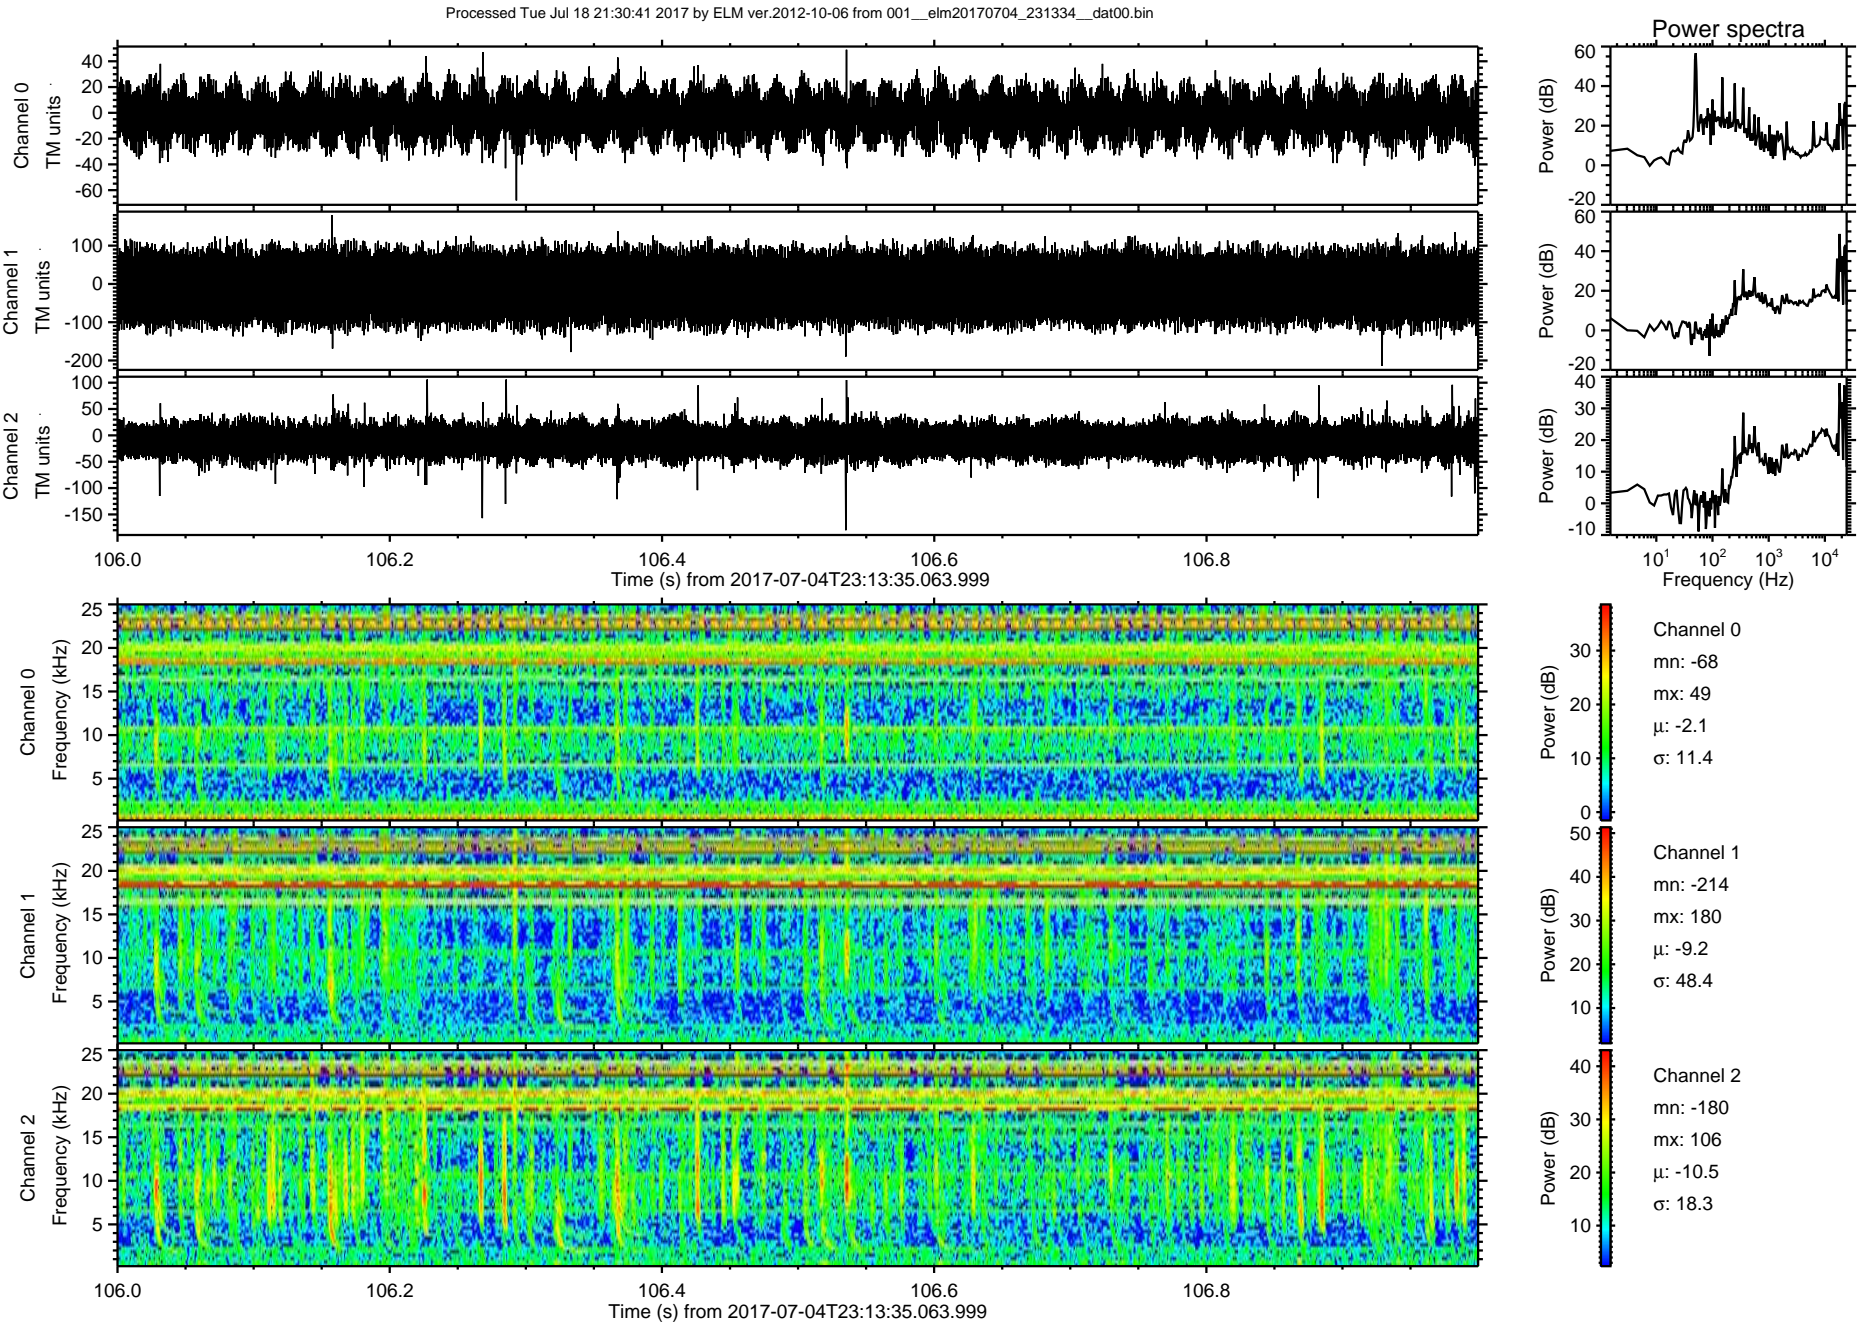 Processed Tue Jul 18 21:30:41 2017 by ELM ver.2012-10-06 from 001__elm20170704_231334__dat00.bin
Power spectra
Channel 0
TM units
40
20
0
-20
-40
-60
Power (dB)
60
40
20
0
-20
Channel 1
TM units
100
0
-100
-200
Power (dB)
60
40
20
0
-20
Channel 2
TM units
100
50
0
-50
-100
-150
Power (dB)
40
30
20
10
0
-10
106.0 106.2 106.4 106.6 106.8
Time (s) from 2017-07-04T23:13:35.063.999
10¹ 10² 10³ 10⁴
Frequency (Hz)
Channel 0
Frequency (kHz)
25
20
15
10
5
Power (dB)
30
20
10
0
Channel 0
mn: -68
mx: 49
μ: -2.1
σ: 11.4
Channel 1
Frequency (kHz)
25
20
15
10
5
Power (dB)
50
40
30
20
10
Channel 1
mn: -214
mx: 180
μ: -9.2
σ: 48.4
Channel 2
Frequency (kHz)
25
20
15
10
5
Power (dB)
40
30
20
10
Channel 2
mn: -180
mx: 106
μ: -10.5
σ: 18.3
106.0 106.2 106.4 106.6 106.8
Time (s) from 2017-07-04T23:13:35.063.999